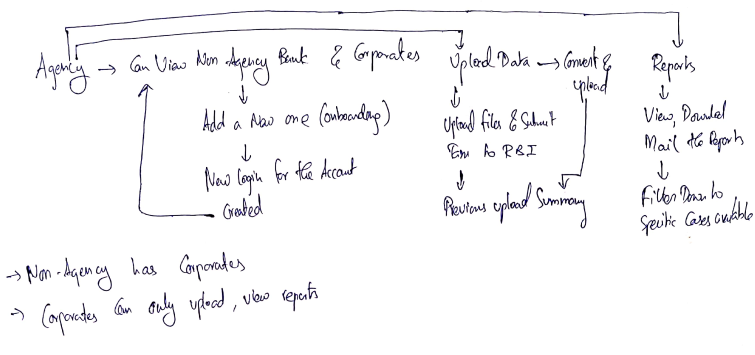 Agency → Can View Non-Agency Bank & Corporates
Add a New one (onboarding)
New login for the Account
Created
Upload Data → Convert &
upload
Upload files & Submit
to RBI
Previous upload Summary
Reports
View, Downlod
Mail the Reports
Filter Down to
Specific Cases available
→ Non-Agency has Corporates
→ Corporates Can only upload, view reports